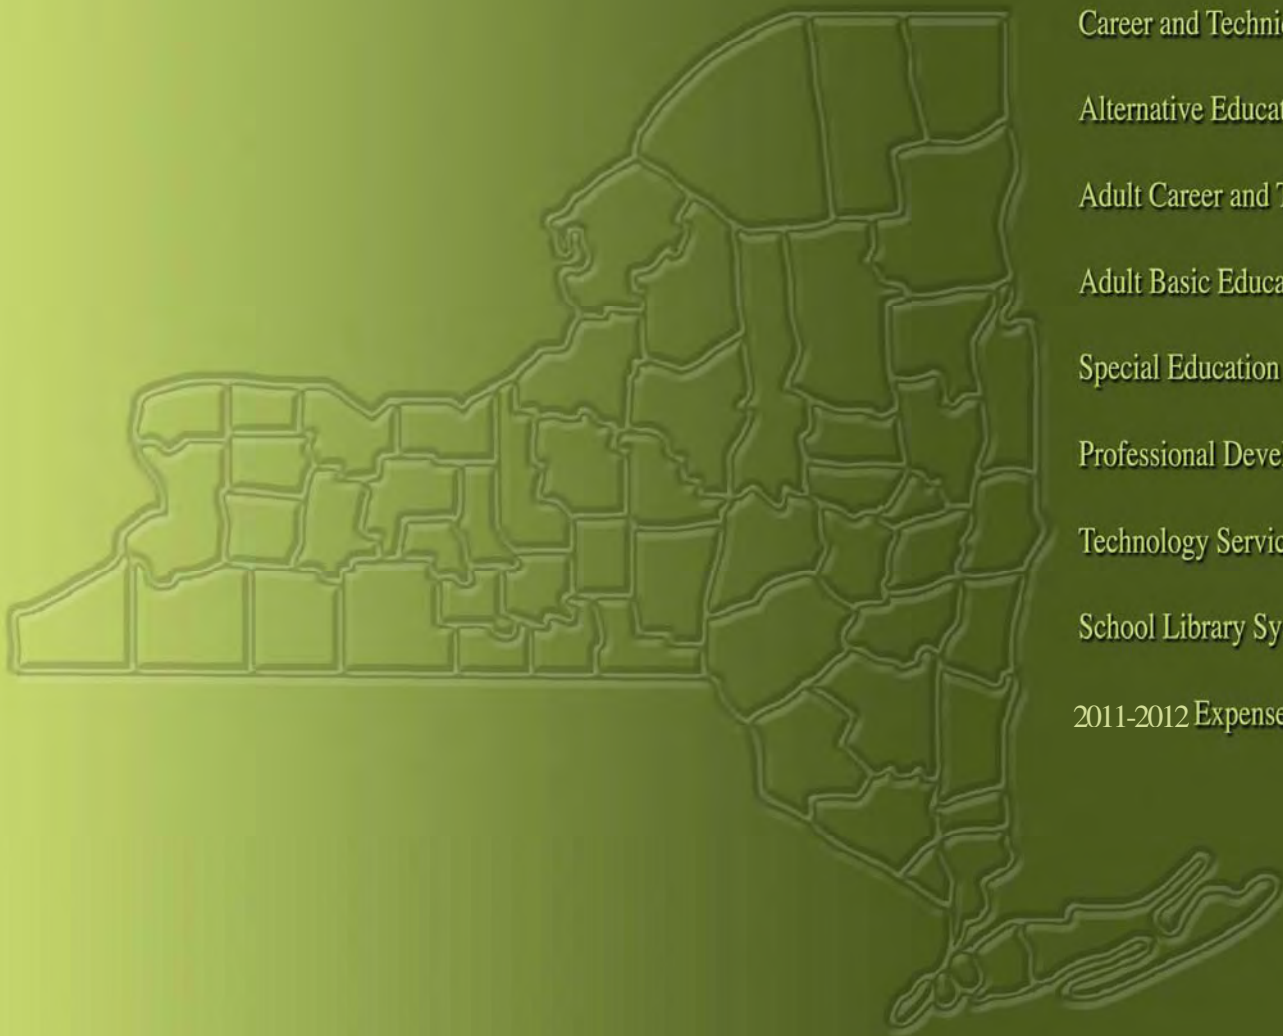 Career and Techni
Alternative Educat
Adult Career and T
Adult Basic Educa
Special Education
Professional Deve
Technology Servic
School Library Sy
2011-2012 Expense